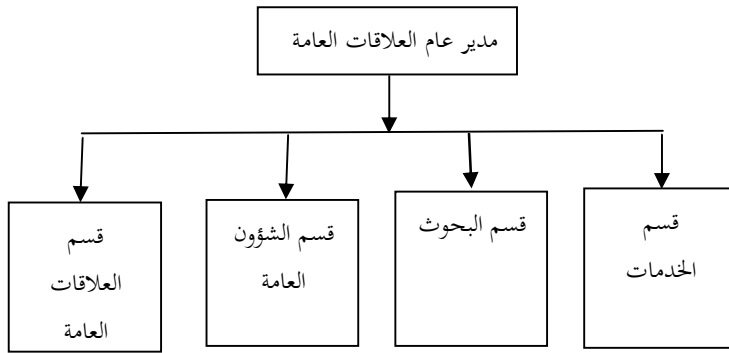 مدير عام العلاقات العامة
قسم
الخدمات
قسم البحوث
قسم الشؤون
العامة
قسم
العلاقات
العامة